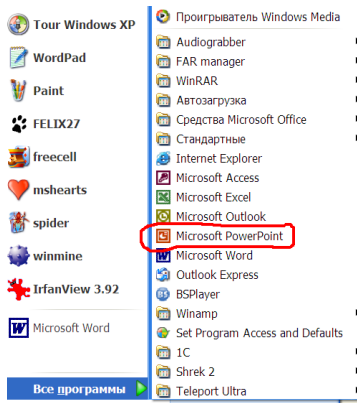 Tour Windows XP
WordPad
Paint
FELIX27
freecell
mshearts
spider
winmine
IrfanView 3.92
Microsoft Word
Все программы
Проигрыватель Windows Media
Audiograbber
FAR manager
WinRAR
Автозагрузка
Средства Microsoft Office
Стандартные
Internet Explorer
Microsoft Access
Microsoft Excel
Microsoft Outlook
Microsoft PowerPoint
Microsoft Word
Outlook Express
BSPlayer
Winamp
Set Program Access and Defaults
1C
Shrek 2
Teleport Ultra